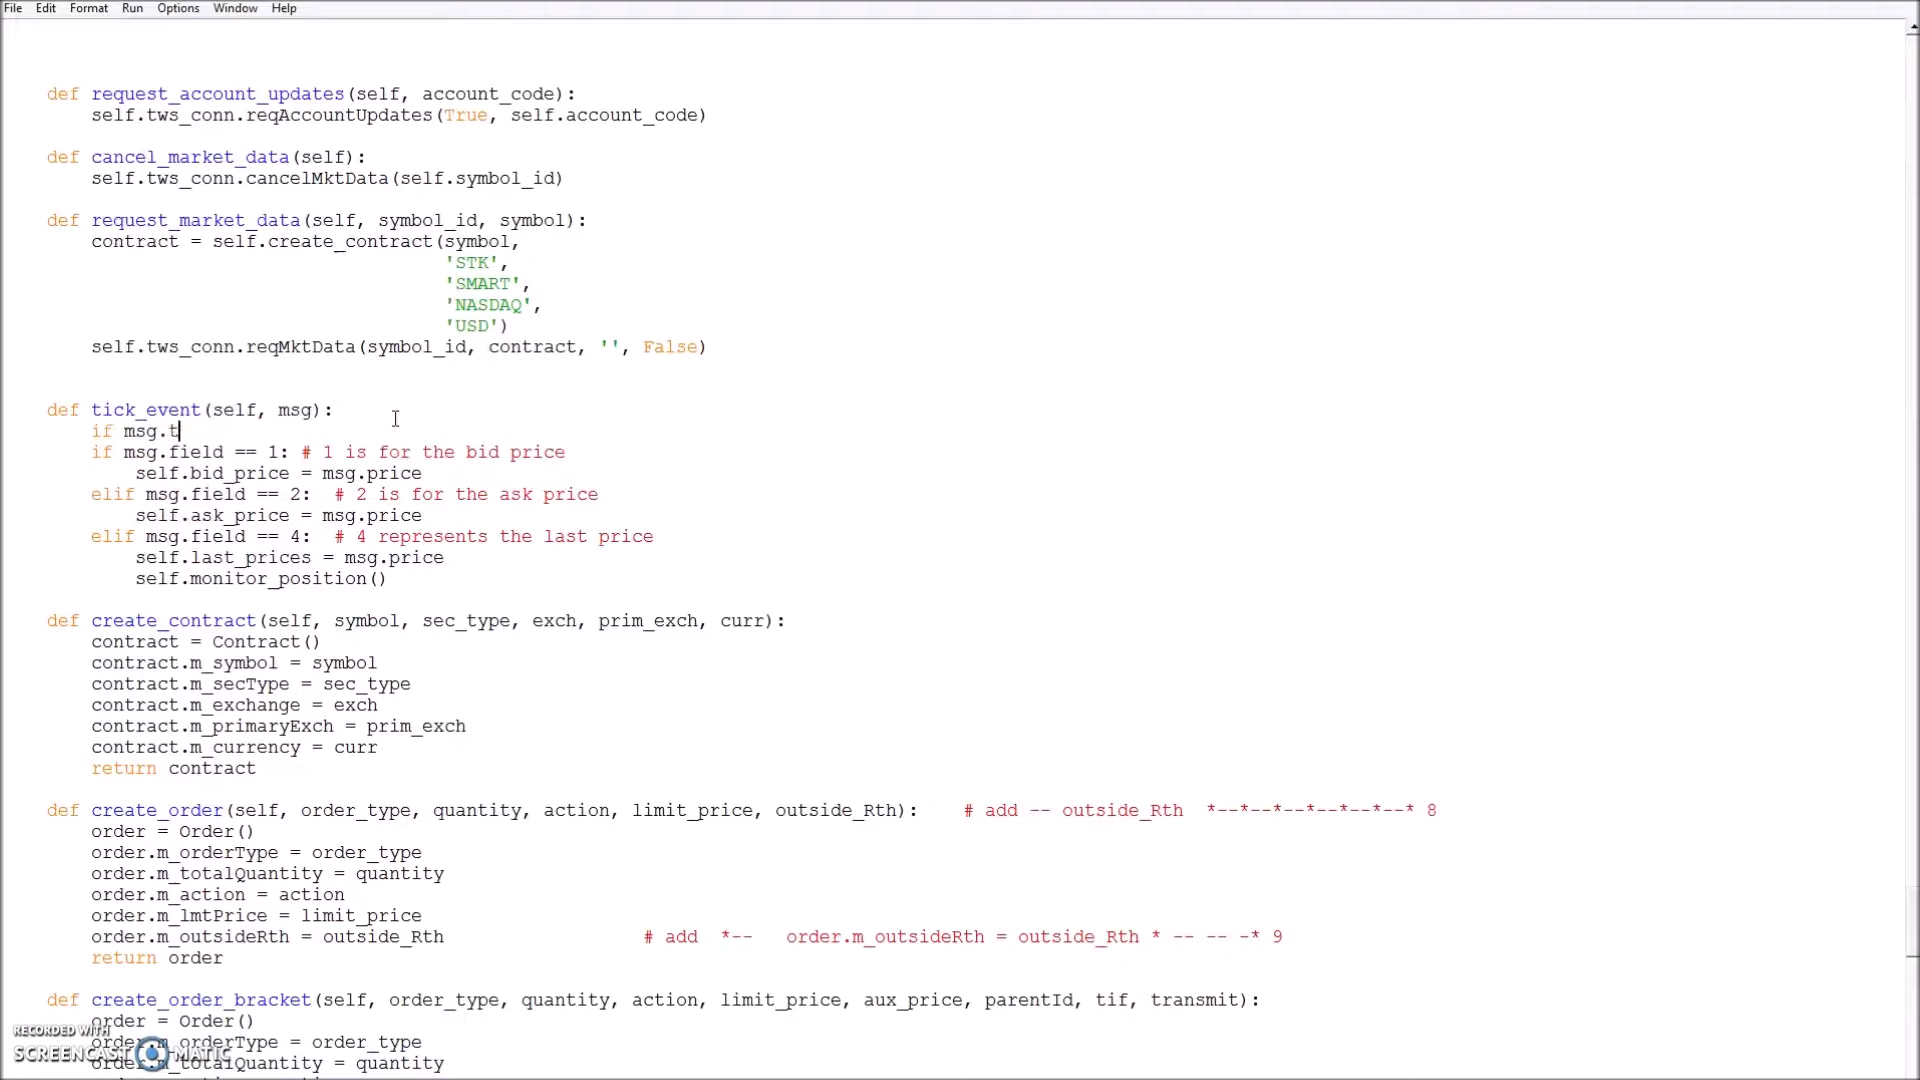 File Edit Format Run Options Window Help
def request_account_updates(self, account_code):
self.tws_conn.reqAccountUpdates(True, self.account_code)
def cancel_market_data(self):
self.tws_conn.cancelMktData(self.symbol_id)
def request_market_data(self, symbol_id, symbol):
contract = self.create_contract(symbol,
'STK',
'SMART',
'NASDAQ',
'USD')
self.tws_conn.reqMktData(symbol_id, contract, '', False)
def tick_event(self, msg):
if msg.t
if msg.field == 1: # 1 is for the bid price
self.bid_price = msg.price
elif msg.field == 2:  # 2 is for the ask price
self.ask_price = msg.price
elif msg.field == 4:  # 4 represents the last price
self.last_prices = msg.price
self.monitor_position()
def create_contract(self, symbol, sec_type, exch, prim_exch, curr):
contract = Contract()
contract.m_symbol = symbol
contract.m_secType = sec_type
contract.m_exchange = exch
contract.m_primaryExch = prim_exch
contract.m_currency = curr
return contract
def create_order(self, order_type, quantity, action, limit_price, outside_Rth):    # add -- outside_Rth  *--*--*--*--*--*--* 8
order = Order()
order.m_orderType = order_type
order.m_totalQuantity = quantity
order.m_action = action
order.m_lmtPrice = limit_price
order.m_outsideRth = outside_Rth                  # add  *--   order.m_outsideRth = outside_Rth * -- -- -* 9
return order
def create_order_bracket(self, order_type, quantity, action, limit_price, aux_price, parentId, tif, transmit):
order = Order()
order.m_orderType = order_type
order.m_totalQuantity = quantity
RECORDED WITH
SCREENCAST MATIC